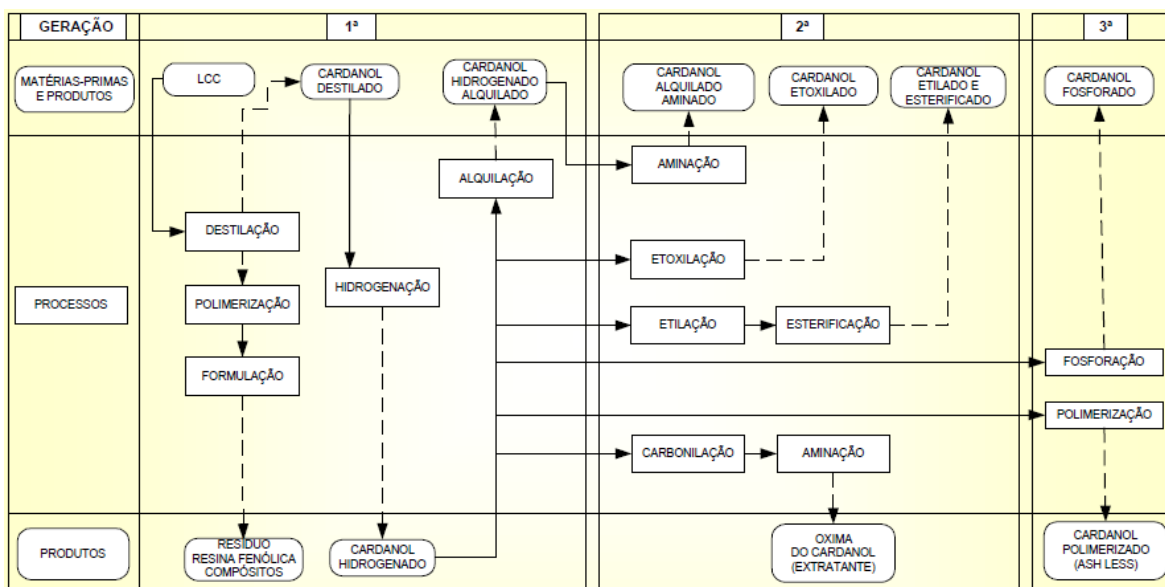 GERAÇÃO
1ª
2ª
3ª
MATÉRIAS-PRIMAS
E PRODUTOS
LCC
CARDANOL
DESTILADO
CARDANOL
HIDROGENADO
ALQUILADO
CARDANOL
ALQUILADO
AMINADO
CARDANOL
ETOXILADO
CARDANOL
ETILADO E
ESTERIFICADO
CARDANOL
FOSFORADO
ALQUILAÇÃO
AMINAÇÃO
DESTILAÇÃO
ETOXILAÇÃO
PROCESSOS
POLIMERIZAÇÃO
HIDROGENAÇÃO
ETILAÇÃO
ESTERIFICAÇÃO
FORMULAÇÃO
FOSFORAÇÃO
POLIMERIZAÇÃO
CARBONILAÇÃO
AMINAÇÃO
PRODUTOS
RESÍDUO
RESINA FENÓLICA
COMPÓSITOS
CARDANOL
HIDROGENADO
OXIMA
DO CARDANOL
(EXTRATANTE)
CARDANOL
POLIMERIZADO
(ASH LESS)